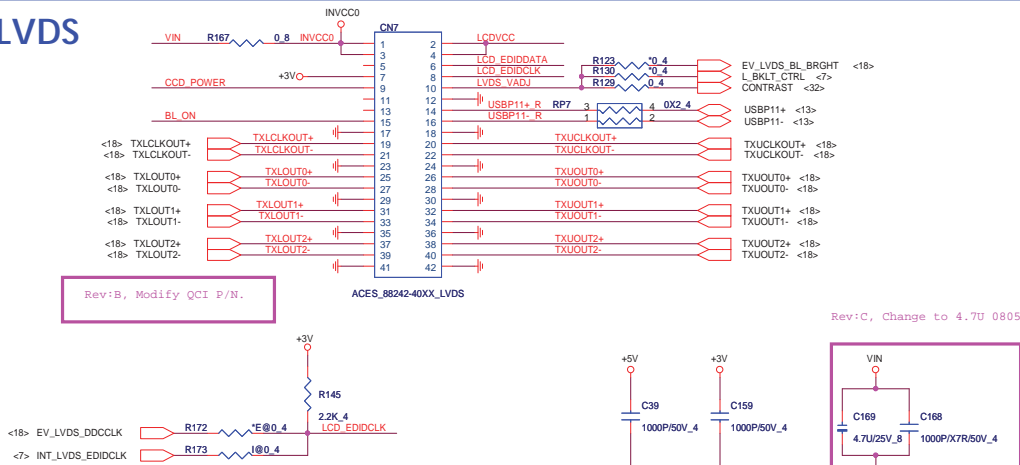 LVDS
INVCC0
CN7
VIN R167 0_8 INVCC0 1 2 LCDVCC
3 4
5 6 LCD_EDIDDATA R123 *0_4 EV_LVDS_BL_BRGHT <18>
+3V 7 8 LCD_EDIDCLK R130 *0_4 L_BKLT_CTRL <7>
CCD_POWER 9 10 LVDS_VADJ R129 0_4 CONTRAST <32>
11 12
13 14 USBP11+_R RP7 3 4 0X2_4 USBP11+ <13>
BL_ON 15 16 USBP11-_R 1 2 USBP11- <13>
17 18
<18> TXLCLKOUT+ TXLCLKOUT+ 19 20 TXUCLKOUT+ TXUCLKOUT+ <18>
<18> TXLCLKOUT- TXLCLKOUT- 21 22 TXUCLKOUT- TXUCLKOUT- <18>
23 24
<18> TXLOUT0+ TXLOUT0+ 25 26 TXUOUT0+ TXUOUT0+ <18>
<18> TXLOUT0- TXLOUT0- 27 28 TXUOUT0- TXUOUT0- <18>
29 30
<18> TXLOUT1+ TXLOUT1+ 31 32 TXUOUT1+ TXUOUT1+ <18>
<18> TXLOUT1- TXLOUT1- 33 34 TXUOUT1- TXUOUT1- <18>
35 36
<18> TXLOUT2+ TXLOUT2+ 37 38 TXUOUT2+ TXUOUT2+ <18>
<18> TXLOUT2- TXLOUT2- 39 40 TXUOUT2- TXUOUT2- <18>
41 42
ACES_88242-40XX_LVDS
Rev:B, Modify QCI P/N.
Rev:C, Change to 4.7U 0805
+3V
R145
2.2K_4
<18> EV_LVDS_DDCCLK R172 *E@0_4 LCD_EDIDCLK
<7> INT_LVDS_EDIDCLK R173 I@0_4
+5V +3V VIN
C39 C159 C169 C168
1000P/50V_4 1000P/50V_4 4.7U/25V_8 1000P/X7R/50V_4